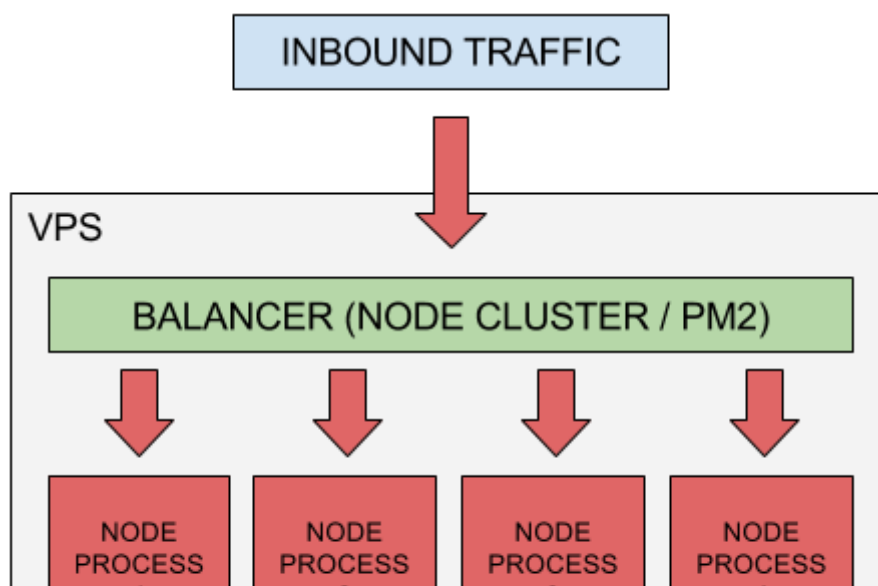 INBOUND TRAFFIC
VPS
BALANCER (NODE CLUSTER / PM2)
NODE
PROCESS
NODE
PROCESS
NODE
PROCESS
NODE
PROCESS